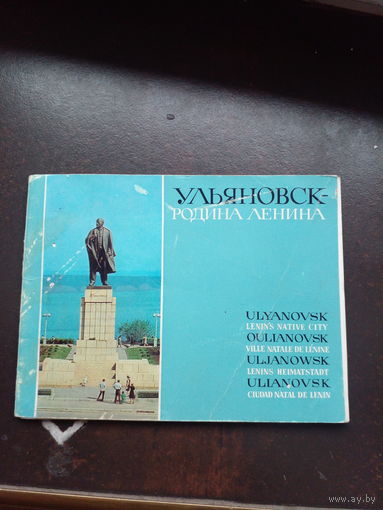 УЛЬЯНОВСК-
РОДИНА ЛЕНИНА
ULYANOVSK
LENIN'S NATIVE CITY
OULIANOVSK
VILLE NATALE DE LÉNINE
ULJANOWSK
LENINS HEIMATSTADT
ULIANOVSK
CIUDAD NATAL DE LENIN
www.ay.by